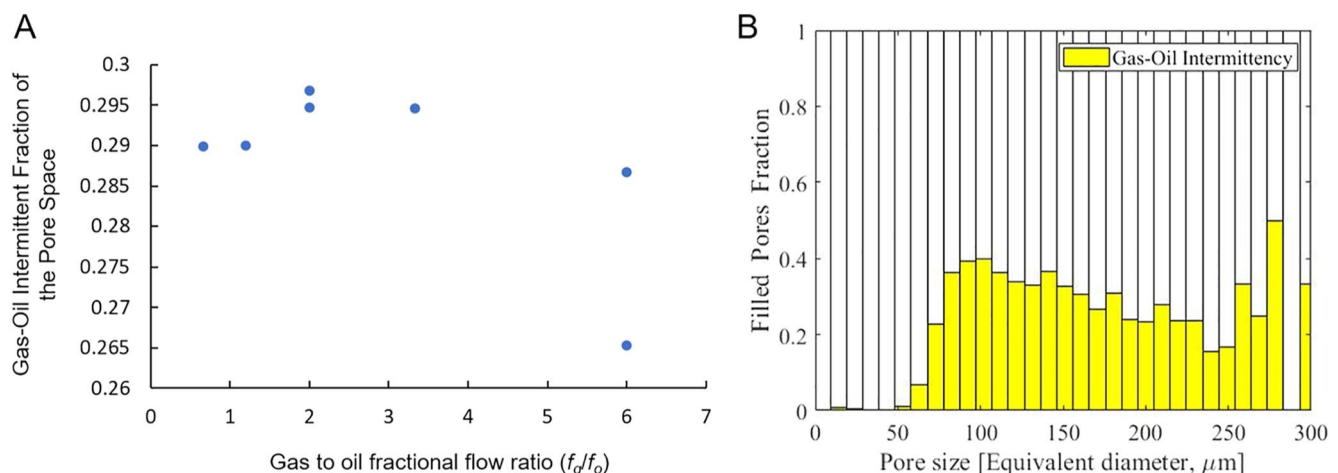 A
Gas-Oil Intermittent Fraction of
the Pore Space
0.3
0.295
0.29
0.285
0.28
0.275
0.27
0.265
0.26
0 1 2 3 4 5 6 7
Gas to oil fractional flow ratio (fg/fo)
B
Filled Pores Fraction
1
0.8
0.6
0.4
0.2
0
Gas-Oil Intermittency
0 50 100 150 200 250 300
Pore size [Equivalent diameter, μm]